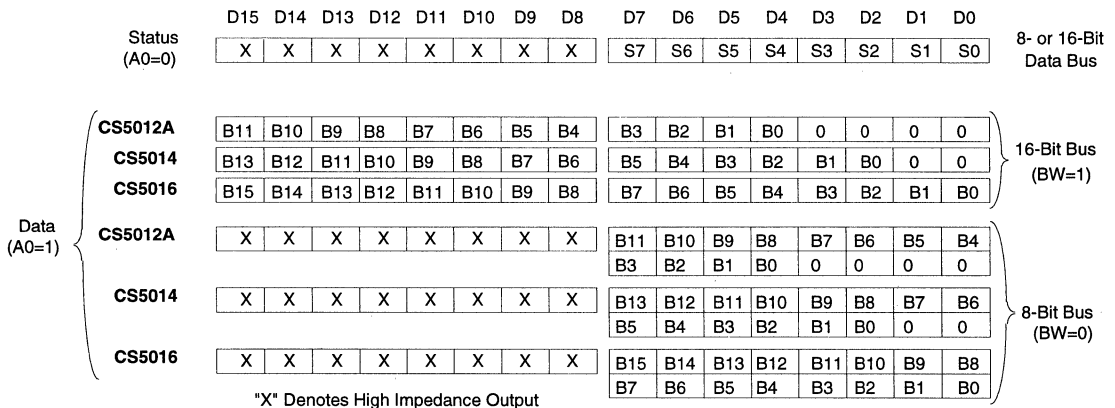 D15 D14 D13 D12 D11 D10 D9 D8 D7 D6 D5 D4 D3 D2 D1 D0
Status
(A0=0)
X X X X X X X X S7 S6 S5 S4 S3 S2 S1 S0
8- or 16-Bit
Data Bus
CS5012A B11 B10 B9 B8 B7 B6 B5 B4 B3 B2 B1 B0 0 0 0 0
CS5014 B13 B12 B11 B10 B9 B8 B7 B6 B5 B4 B3 B2 B1 B0 0 0
CS5016 B15 B14 B13 B12 B11 B10 B9 B8 B7 B6 B5 B4 B3 B2 B1 B0
16-Bit Bus
(BW=1)
Data
(A0=1)
CS5012A X X X X X X X X B11 B10 B9 B8 B7 B6 B5 B4
B3 B2 B1 B0 0 0 0 0
CS5014 X X X X X X X X B13 B12 B11 B10 B9 B8 B7 B6
B5 B4 B3 B2 B1 B0 0 0
CS5016 X X X X X X X X B15 B14 B13 B12 B11 B10 B9 B8
B7 B6 B5 B4 B3 B2 B1 B0
8-Bit Bus
(BW=0)
"X" Denotes High Impedance Output